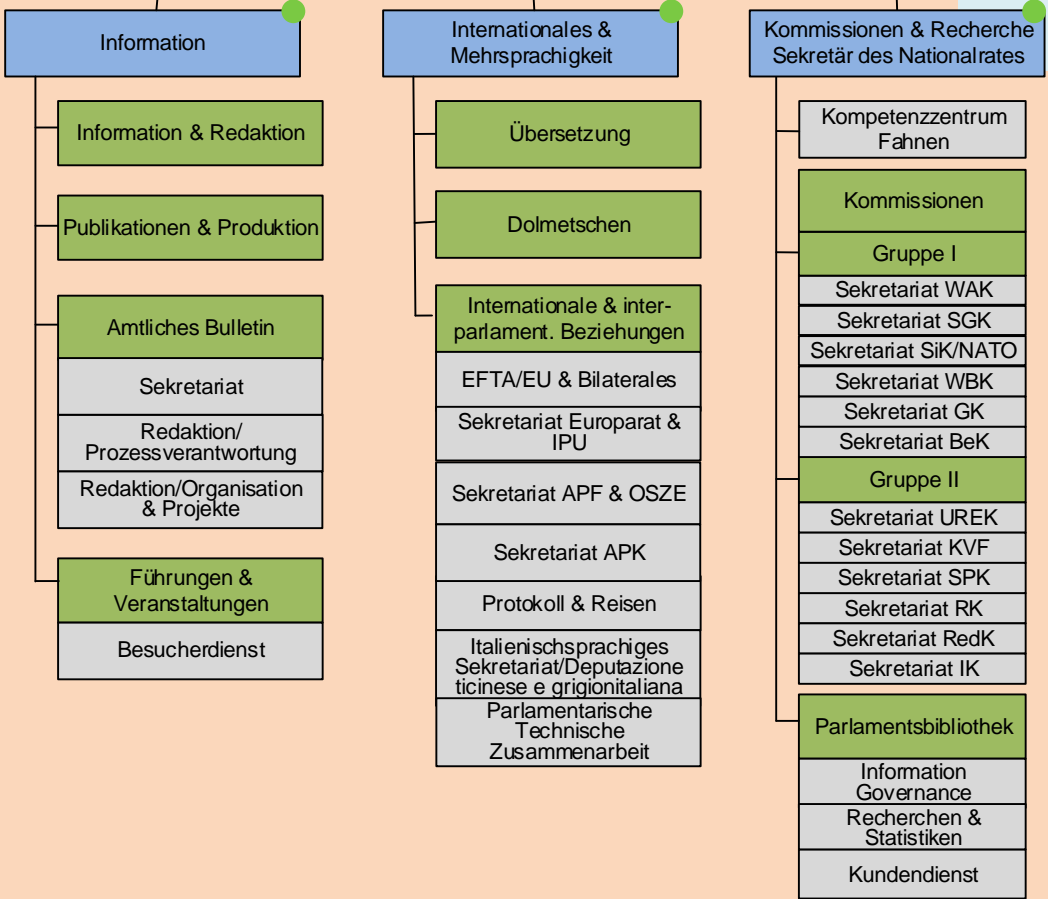 Information
Information & Redaktion
Publikationen & Produktion
Amtliches Bulletin
Sekretariat
Redaktion/
Prozessverantwortung
Redaktion/Organisation
& Projekte
Führungen &
Veranstaltungen
Besucherdienst
Internationales &
Mehrsprachigkeit
Übersetzung
Dolmetschen
Internationale & inter-
parlament. Beziehungen
EFTA/EU & Bilaterales
Sekretariat Europarat &
IPU
Sekretariat APF & OSZE
Sekretariat APK
Protokoll & Reisen
Italienischsprachiges
Sekretariat/Deputazione
ticinese e grigionitaliana
Parlamentarische
Technische
Zusammenarbeit
Kommissionen & Recherche
Sekretär des Nationalrates
Kompetenzzentrum
Fahnen
Kommissionen
Gruppe I
Sekretariat WAK
Sekretariat SGK
Sekretariat SiK/NATO
Sekretariat WBK
Sekretariat GK
Sekretariat BeK
Gruppe II
Sekretariat UREK
Sekretariat KVF
Sekretariat SPK
Sekretariat RK
Sekretariat RedK
Sekretariat IK
Parlamentsbibliothek
Information
Governance
Recherchen &
Statistiken
Kundendienst